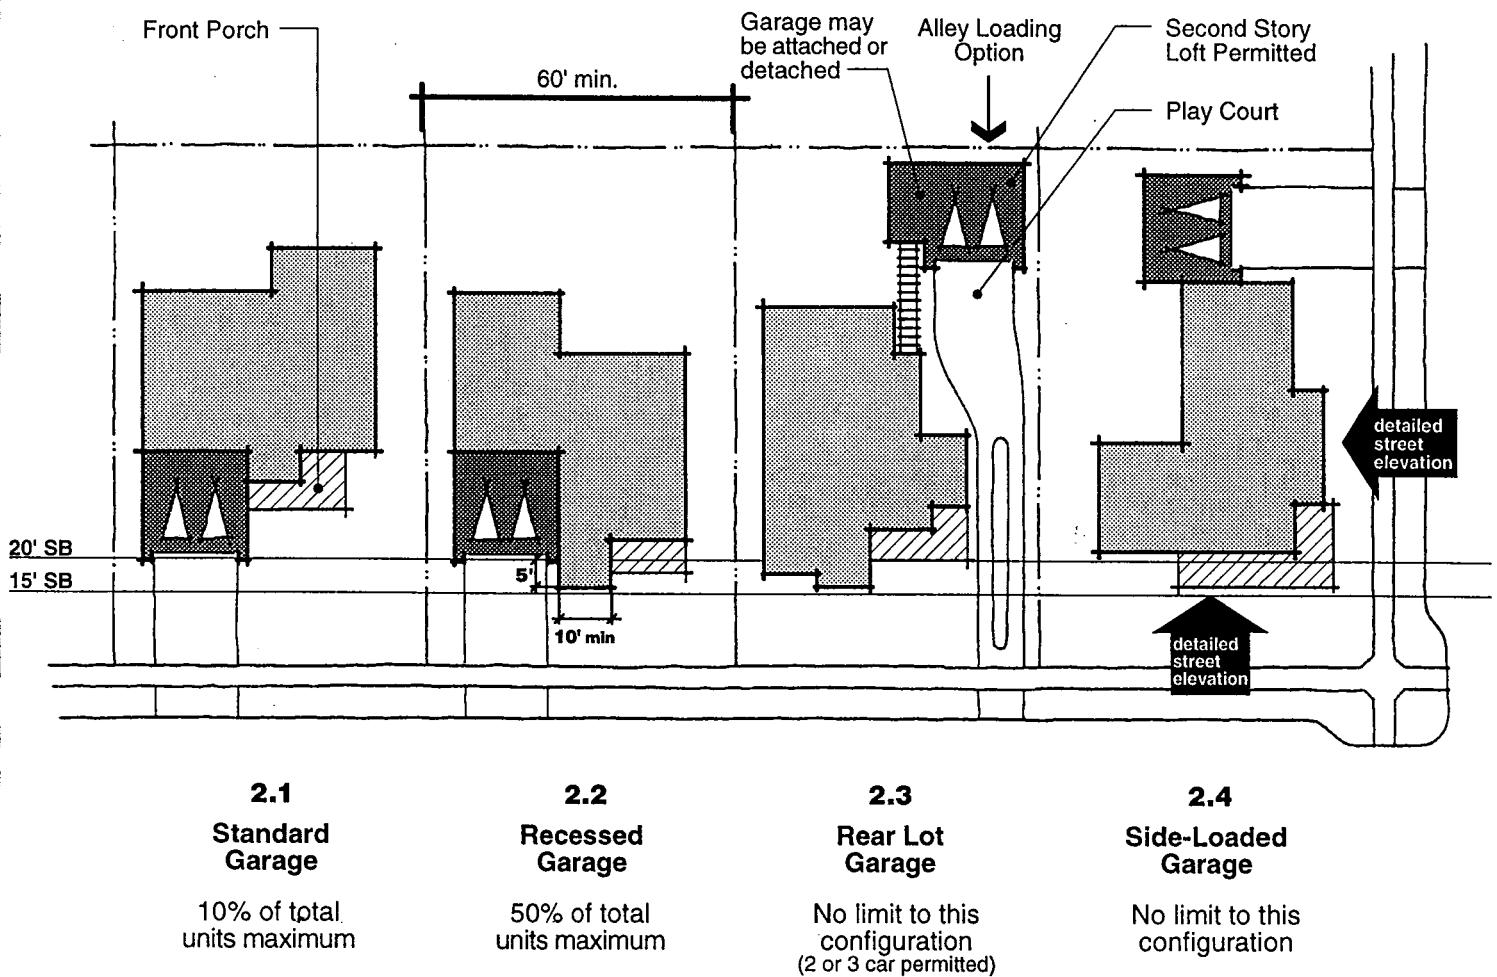 Front Porch
60' min.
Garage may
be attached or
detached
Alley Loading
Option
Second Story
Loft Permitted
Play Court
detailed
street
elevation
20' SB
15' SB
5'
10' min
detailed
street
elevation
2.1
Standard
Garage
10% of total
units maximum
2.2
Recessed
Garage
50% of total
units maximum
2.3
Rear Lot
Garage
No limit to this
configuration
(2 or 3 car permitted)
2.4
Side-Loaded
Garage
No limit to this
configuration